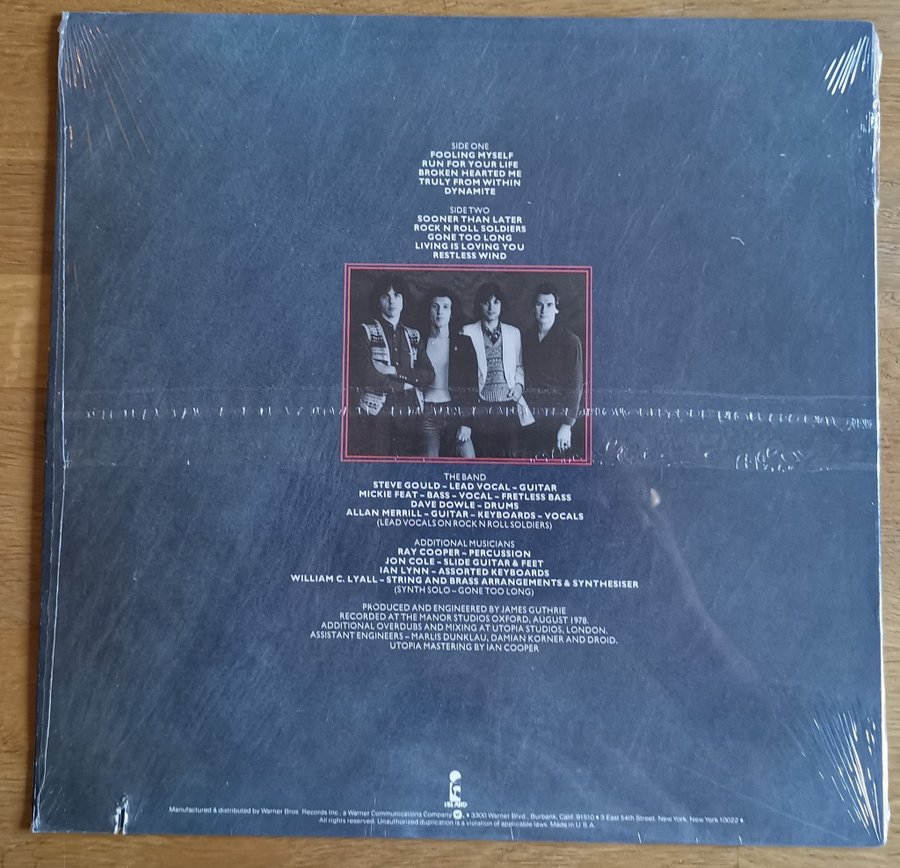 SIDE ONE
FOOLING MYSELF
RUN FOR YOUR LIFE
BROKEN HEARTED ME
TRULY FROM WITHIN
DYNAMITE
SIDE TWO
SOONER THAN LATER
ROCK N ROLL SOLDIERS
GONE TOO LONG
LIVING IS LOVING YOU
RESTLESS WIND
THE BAND
STEVE GOULD – LEAD VOCAL – GUITAR
MICKIE FEAT – BASS – VOCAL – FRETLESS BASS
DAVE DOWLE – DRUMS
ALLAN MERRILL – GUITAR – KEYBOARDS – VOCALS
(LEAD VOCALS ON ROCK N ROLL SOLDIERS)
ADDITIONAL MUSICIANS
RAY COOPER – PERCUSSION
JON COLE – SLIDE GUITAR & FEET
IAN LYNN – ASSORTED KEYBOARDS
WILLIAM C. LYALL – STRING AND BRASS ARRANGEMENTS & SYNTHESISER
(SYNTH SOLO – GONE TOO LONG)
PRODUCED AND ENGINEERED BY JAMES GUTHRIE
RECORDED AT THE MANOR STUDIOS OXFORD, AUGUST 1978.
ADDITIONAL OVERDUBS AND MIXING AT UTOPIA STUDIOS, LONDON.
ASSISTANT ENGINEERS – MARLIS DUNKLAU, DAMIAN KORNER AND DROID.
UTOPIA MASTERING BY IAN COOPER
ISLAND
Manufactured & distributed by Warner Bros. Records Inc., a Warner Communications Company, • 3300 Warner Blvd., Burbank, Calif. 91510 • 3 East 54th Street, New York, New York 10022 •
All rights reserved. Unauthorized duplication is a violation of applicable laws. Made in U.S.A.